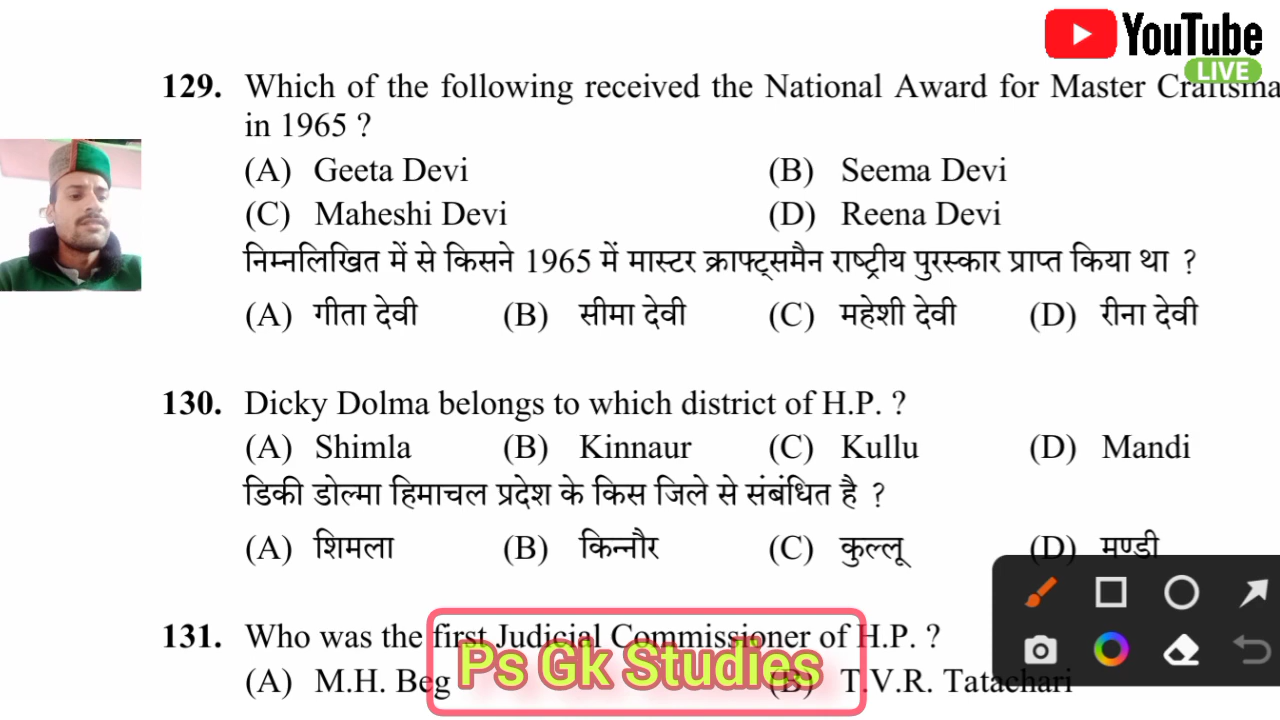 YouTube
LIVE
129. Which of the following received the National Award for Master Craftsma
in 1965 ?
(A) Geeta Devi (B) Seema Devi
(C) Maheshi Devi (D) Reena Devi
निम्नलिखित में से किसने 1965 में मास्टर क्राफ्ट्समैन राष्ट्रीय पुरस्कार प्राप्त किया था ?
(A) गीता देवी (B) सीमा देवी (C) महेशी देवी (D) रीना देवी
130. Dicky Dolma belongs to which district of H.P. ?
(A) Shimla (B) Kinnaur (C) Kullu (D) Mandi
डिकी डोल्मा हिमाचल प्रदेश के किस जिले से संबंधित है ?
(A) शिमला (B) किन्नौर (C) कुल्लू (D) मण्डी
131. Who was the first Judicial Commissioner of H.P. ?
Ps Gk Studies
(A) M.H. Beg (B) T.V.R. Tatachari